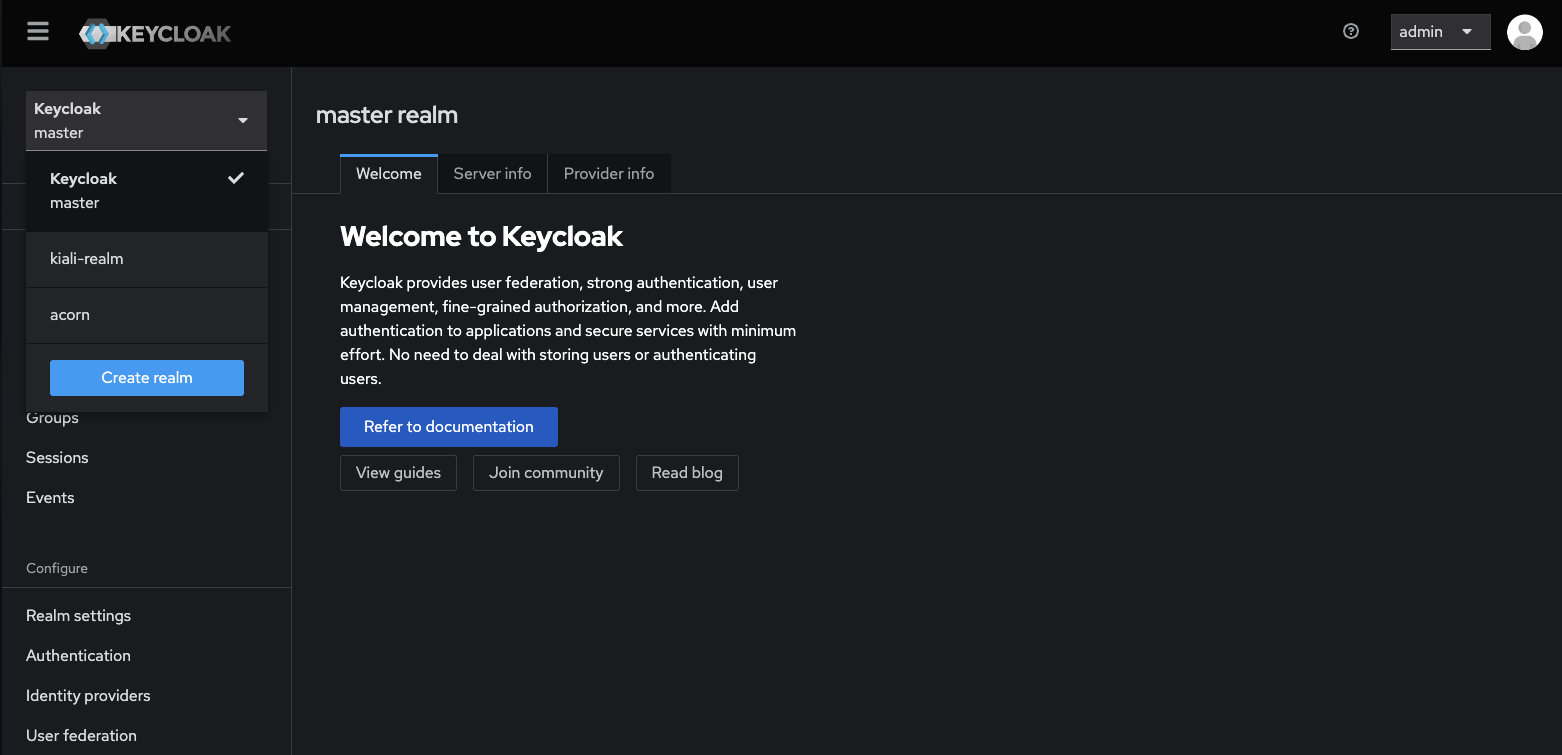 KEYCLOAK
admin
Keycloak
master
Keycloak
master
kiali-realm
acorn
Create realm
Groups
Sessions
Events
Configure
Realm settings
Authentication
Identity providers
User federation
master realm
Welcome
Server info
Provider info
Welcome to Keycloak
Keycloak provides user federation, strong authentication, user
management, fine-grained authorization, and more. Add
authentication to applications and secure services with minimum
effort. No need to deal with storing users or authenticating
users.
Refer to documentation
View guides
Join community
Read blog